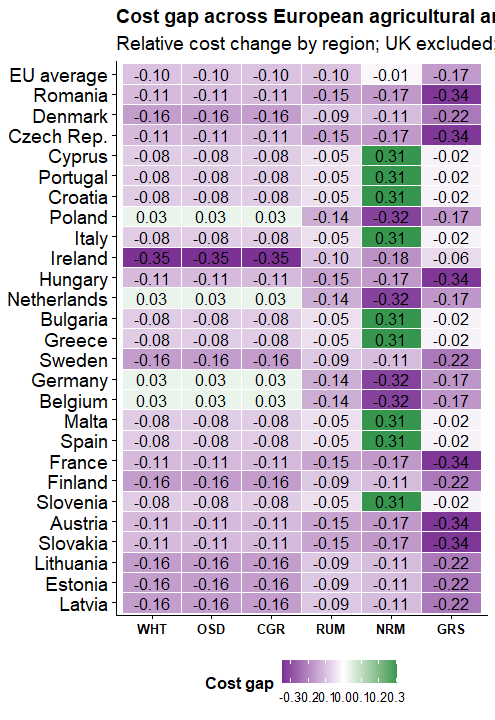 Cost gap across European agricultural
Relative cost change by region; UK excluded;
EU average -0.10 -0.10 -0.10 -0.10 -0.01 -0.17
Romania -0.11 -0.11 -0.11 -0.15 -0.17 -0.34
Denmark -0.16 -0.16 -0.16 -0.09 -0.11 -0.22
Czech Rep. -0.11 -0.11 -0.11 -0.15 -0.17 -0.34
Cyprus -0.08 -0.08 -0.08 -0.05 0.31 -0.02
Portugal -0.08 -0.08 -0.08 -0.05 0.31 -0.02
Croatia -0.08 -0.08 -0.08 -0.05 0.31 -0.02
Poland 0.03 0.03 0.03 -0.14 -0.32 -0.17
Italy -0.08 -0.08 -0.08 -0.05 0.31 -0.02
Ireland -0.35 -0.35 -0.35 -0.10 -0.18 -0.06
Hungary -0.11 -0.11 -0.11 -0.15 -0.17 -0.34
Netherlands 0.03 0.03 0.03 -0.14 -0.32 -0.17
Bulgaria -0.08 -0.08 -0.08 -0.05 0.31 -0.02
Greece -0.08 -0.08 -0.08 -0.05 0.31 -0.02
Sweden -0.16 -0.16 -0.16 -0.09 -0.11 -0.22
Germany 0.03 0.03 0.03 -0.14 -0.32 -0.17
Belgium 0.03 0.03 0.03 -0.14 -0.32 -0.17
Malta -0.08 -0.08 -0.08 -0.05 0.31 -0.02
Spain -0.08 -0.08 -0.08 -0.05 0.31 -0.02
France -0.11 -0.11 -0.11 -0.15 -0.17 -0.34
Finland -0.16 -0.16 -0.16 -0.09 -0.11 -0.22
Slovenia -0.08 -0.08 -0.08 -0.05 0.31 -0.02
Austria -0.11 -0.11 -0.11 -0.15 -0.17 -0.34
Slovakia -0.11 -0.11 -0.11 -0.15 -0.17 -0.34
Lithuania -0.16 -0.16 -0.16 -0.09 -0.11 -0.22
Estonia -0.16 -0.16 -0.16 -0.09 -0.11 -0.22
Latvia -0.16 -0.16 -0.16 -0.09 -0.11 -0.22
WHT OSD CGR RUM NRM GRS
Cost gap
-0.30.20.10.00.10.20.3